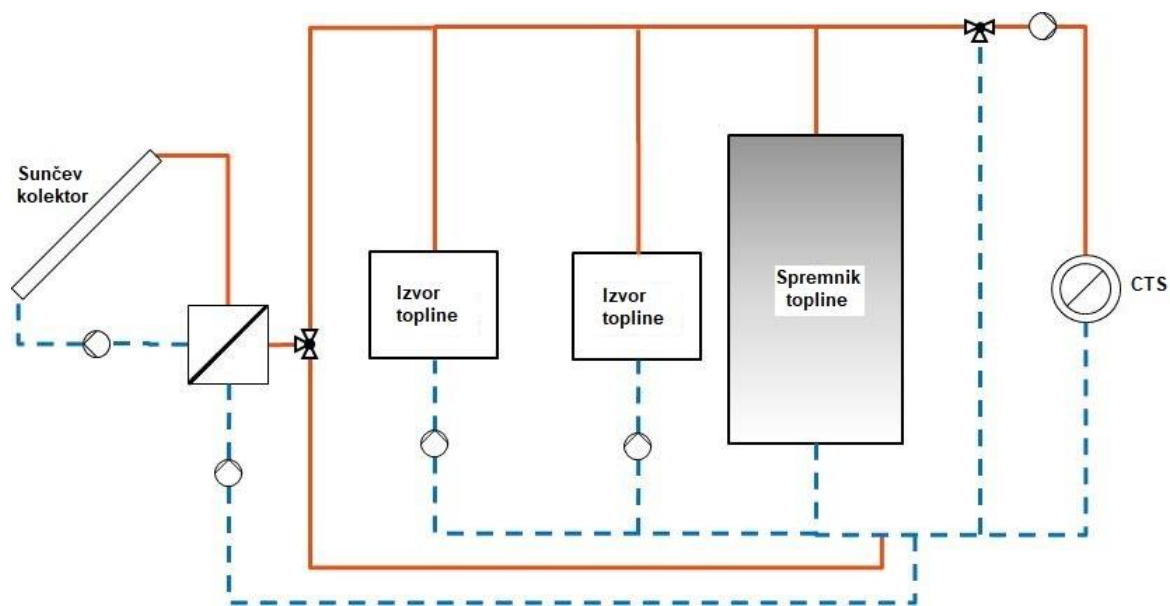 Sunčev
kolektor
Izvor
topline
Izvor
topline
Spremnik
topline
CTS